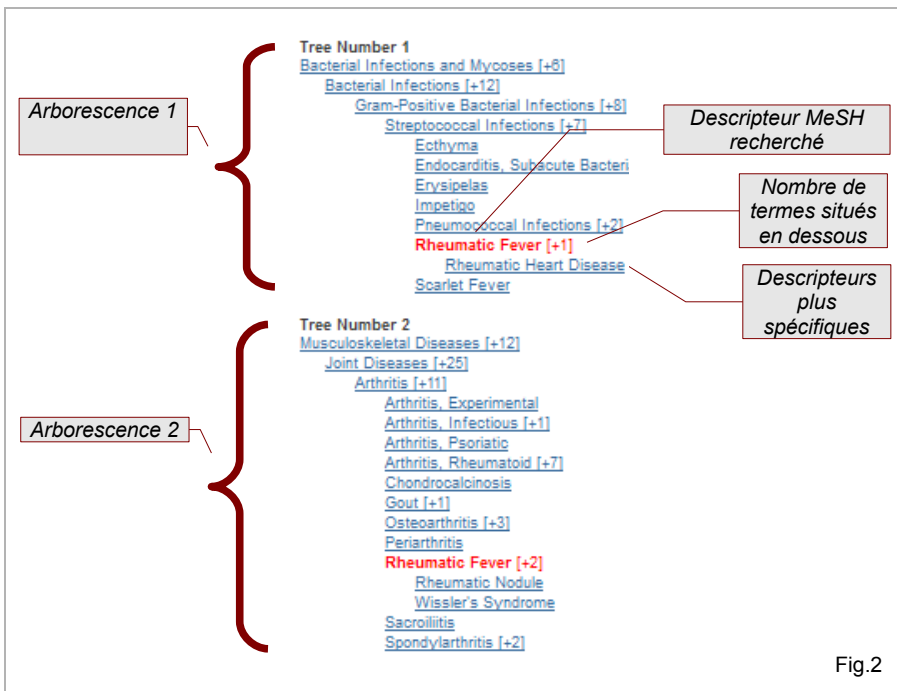 Tree Number 1
Bacterial Infections and Mycoses [+6]
Bacterial Infections [+12]
Gram-Positive Bacterial Infections [+8]
Streptococcal Infections [+7]
Ecthyma
Endocarditis, Subacute Bacteri
Erysipelas
Impetigo
Pneumococcal Infections [+2]
Rheumatic Fever [+1]
Rheumatic Heart Disease
Scarlet Fever
Arborescence 1
Descripteur MeSH
recherché
Nombre de
termes situés
en dessous
Descripteurs
plus
spécifiques
Tree Number 2
Musculoskeletal Diseases [+12]
Joint Diseases [+25]
Arthritis [+11]
Arthritis, Experimental
Arthritis, Infectious [+1]
Arthritis, Psoriatic
Arthritis, Rheumatoid [+7]
Chondrocalcinosis
Gout [+1]
Osteoarthritis [+3]
Periarthritis
Rheumatic Fever [+2]
Rheumatic Nodule
Wissler's Syndrome
Sacroiliitis
Spondylarthritis [+2]
Arborescence 2
Fig.2